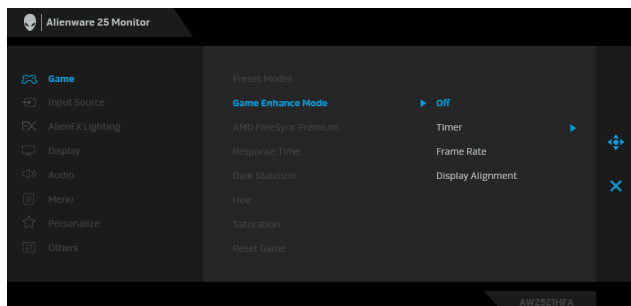 Alienware 25 Monitor
Game
Input Source
AlienFX Lighting
Display
Audio
Menu
Personalize
Others
Preset Modes
Game Enhance Mode
AMD FreeSync Premium
Response Time
Dark Stabilizer
Hue
Saturation
Reset Game
Off
Timer
Frame Rate
Display Alignment
AW2521HFA